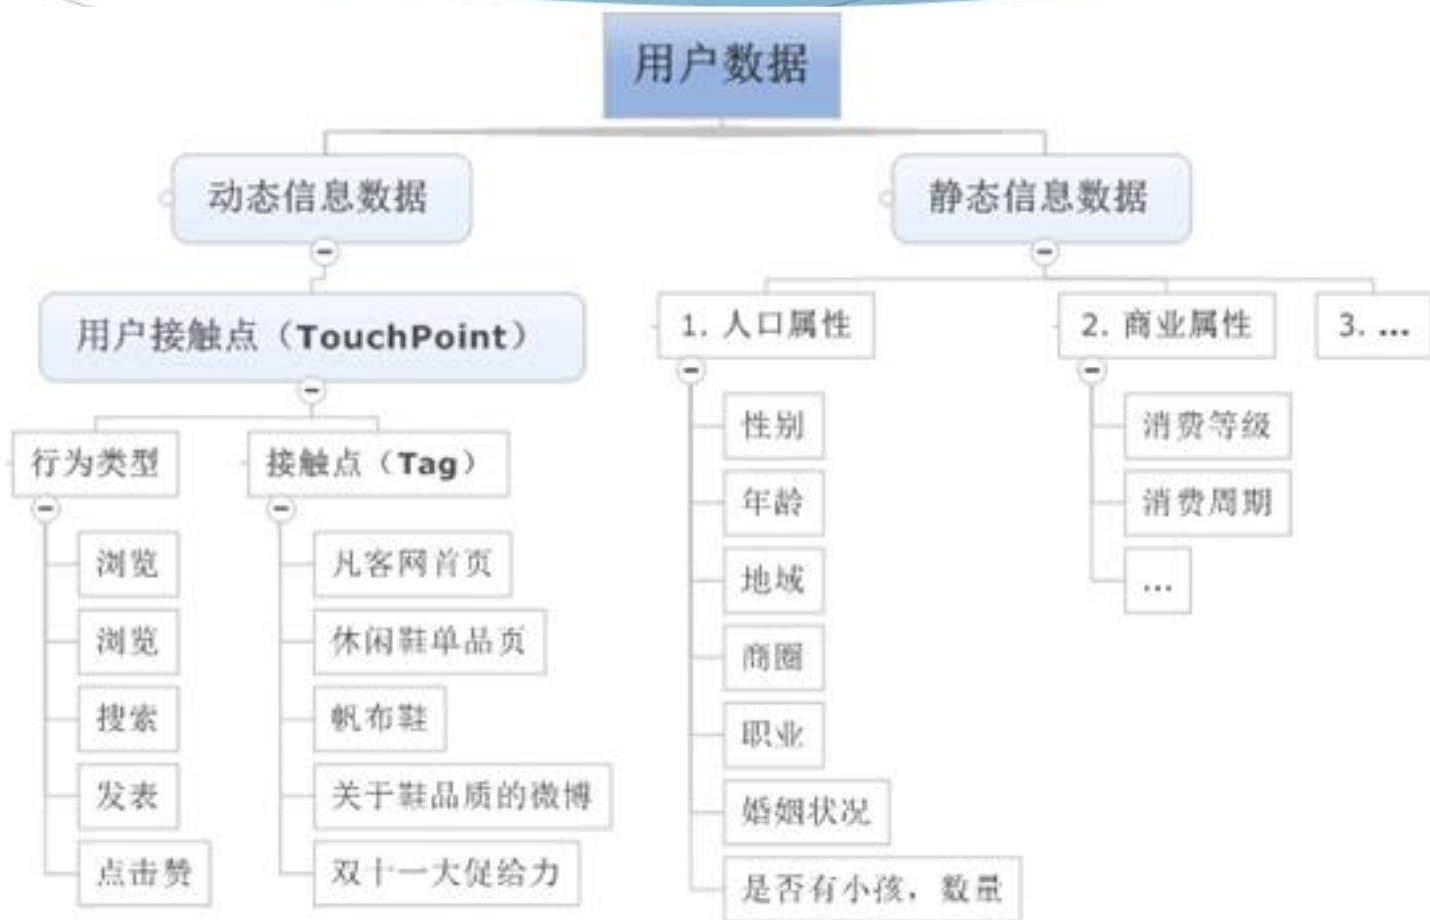 用户数据
动态信息数据
静态信息数据
用户接触点（TouchPoint）
行为类型
浏览
浏览
搜索
发表
点击赞
接触点（Tag）
凡客网首页
休闲鞋单品页
帆布鞋
关于鞋品质的微博
双十一大促给力
1. 人口属性
性别
年龄
地域
商圈
职业
婚姻状况
是否有小孩，数量
2. 商业属性
消费等级
消费周期
...
3. ...